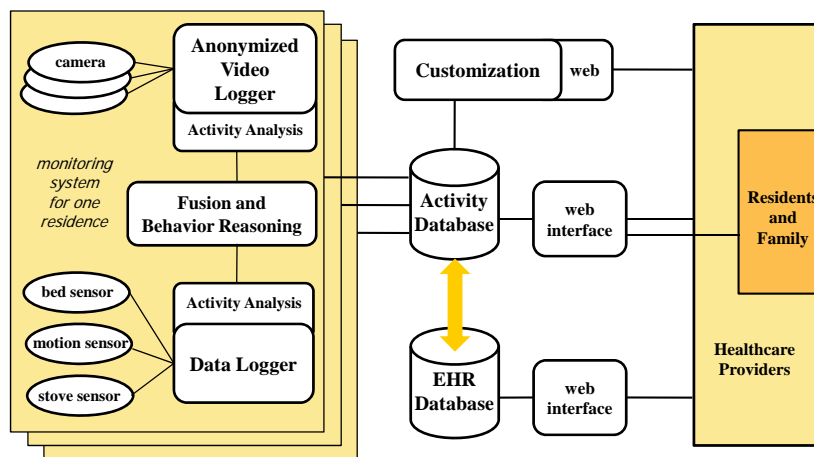 camera
Anonymized
Video
Logger
Activity Analysis
monitoring
system
for one
residence
Fusion and
Behavior Reasoning
bed sensor
motion sensor
stove sensor
Activity Analysis
Data Logger
Customization
web
Activity
Database
web
interface
EHR
Database
web
interface
Residents
and
Family
Healthcare
Providers